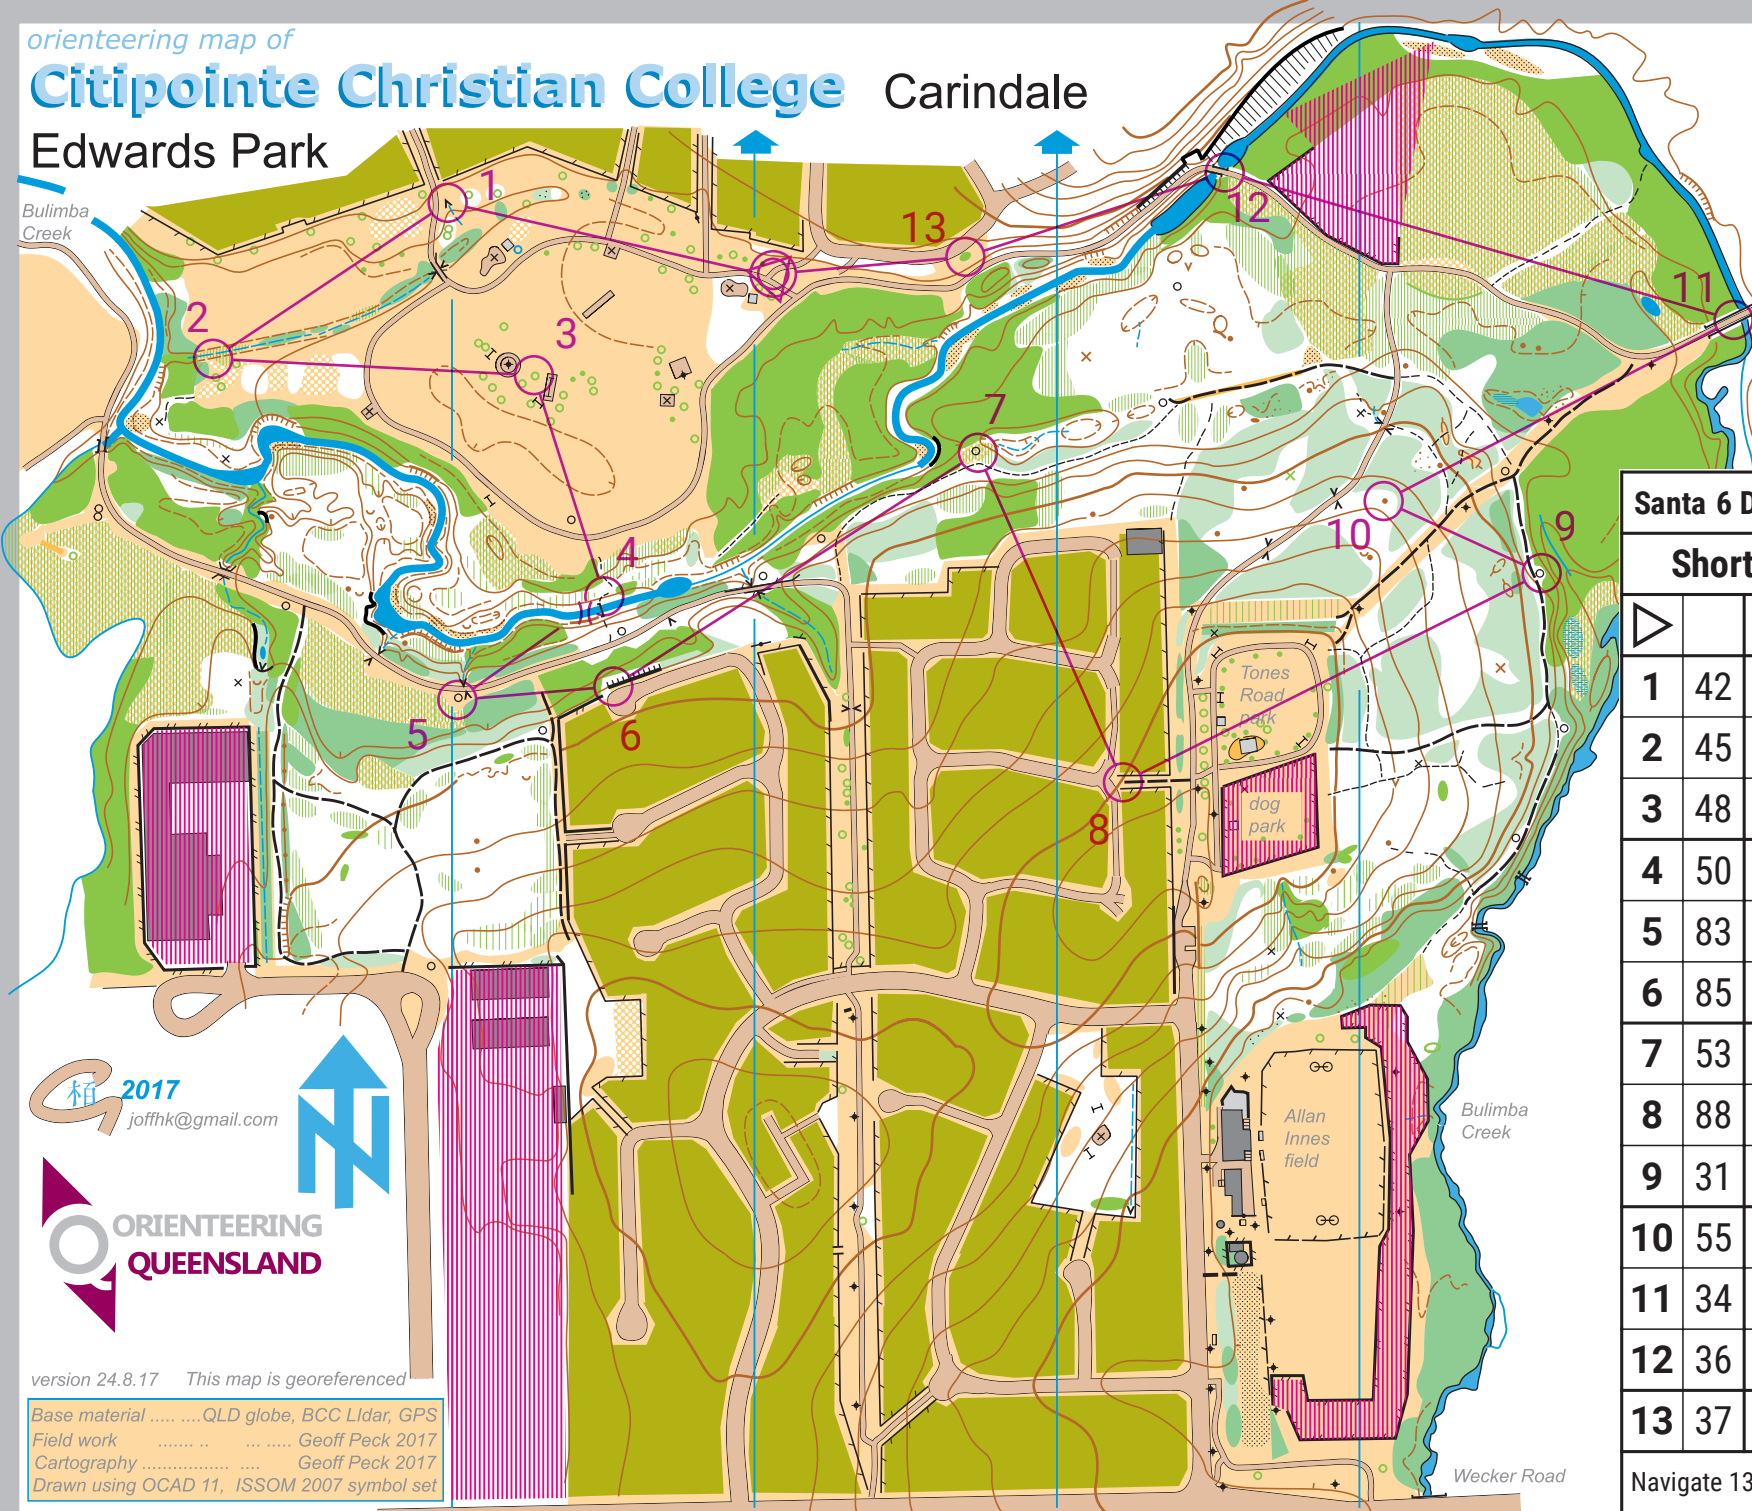 orienteering map of
Citipointe Christian College Carindale
Edwards Park
Bulimba
Creek
1
2
3
4
5
6
7
8
9
10
11
12
13
Tones
Road
park
dog
park
Allan
Innes
field
Bulimba
Creek
Wecker Road
栢 2017
joffhk@gmail.com
N
ORIENTEERING
QUEENSLAND
version 24.8.17 This map is georeferenced
Base material ..... ....QLD globe, BCC LIdar, GPS
Field work ....... .. ... ..... Geoff Peck 2017
Cartography .................. .... Geoff Peck 2017
Drawn using OCAD 11, ISSOM 2007 symbol set
Santa 6 D
Short
1 42
2 45
3 48
4 50
5 83
6 85
7 53
8 88
9 31
10 55
11 34
12 36
13 37
Navigate 13